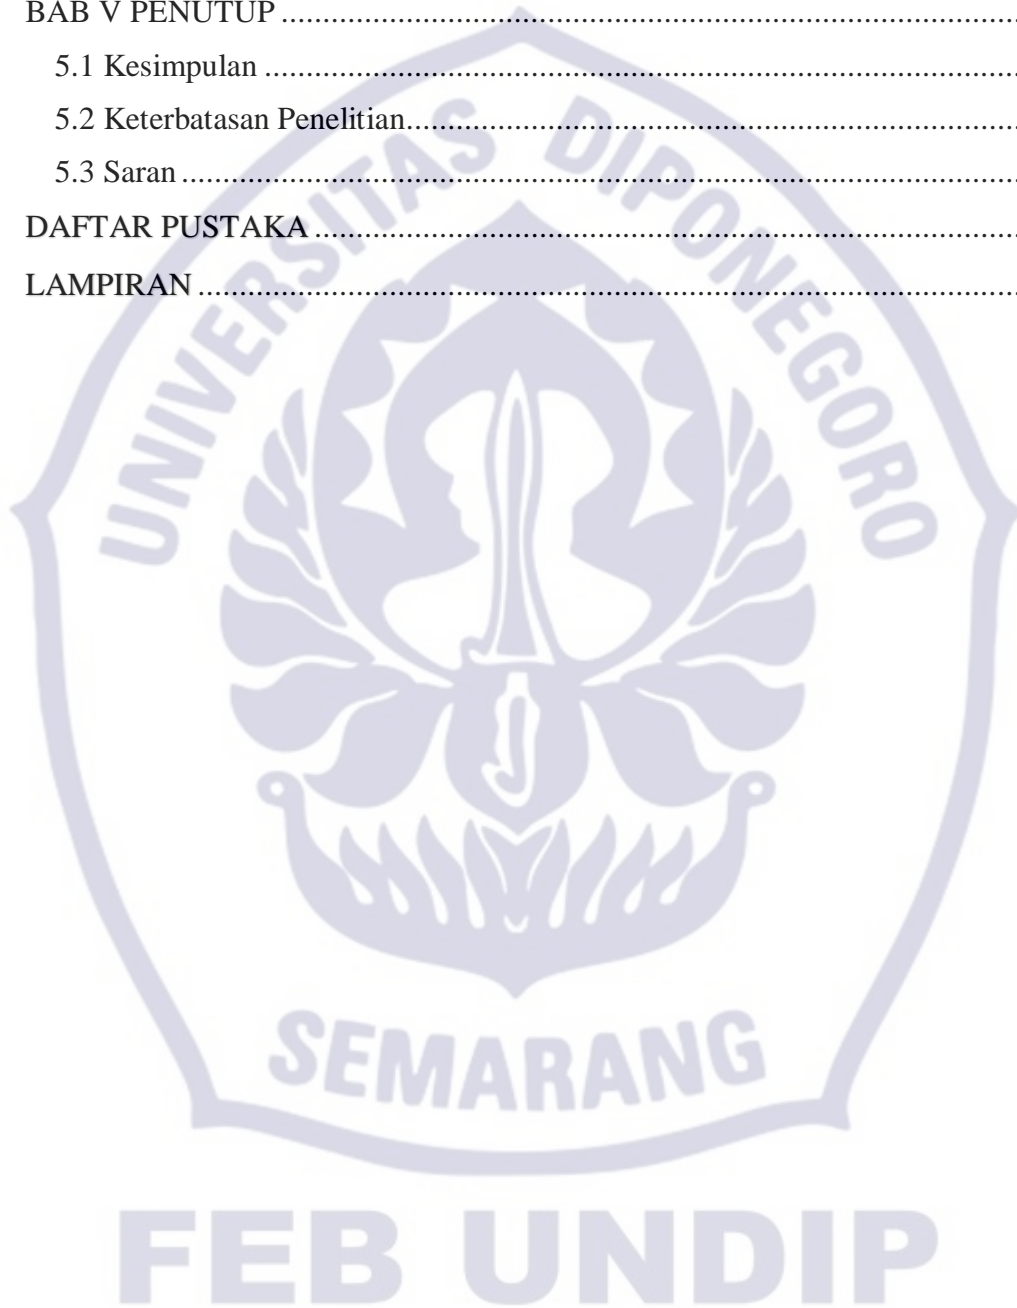 BAB V PENUTUP ................................................................................
5.1 Kesimpulan ................................................................................
5.2 Keterbatasan Penelitian................................................................................
5.3 Saran ................................................................................
DAFTAR PUSTAKA ................................................................................
LAMPIRAN ................................................................................
UNIVERSITAS DIPONEGORO
SEMARANG
FEB UNDIP